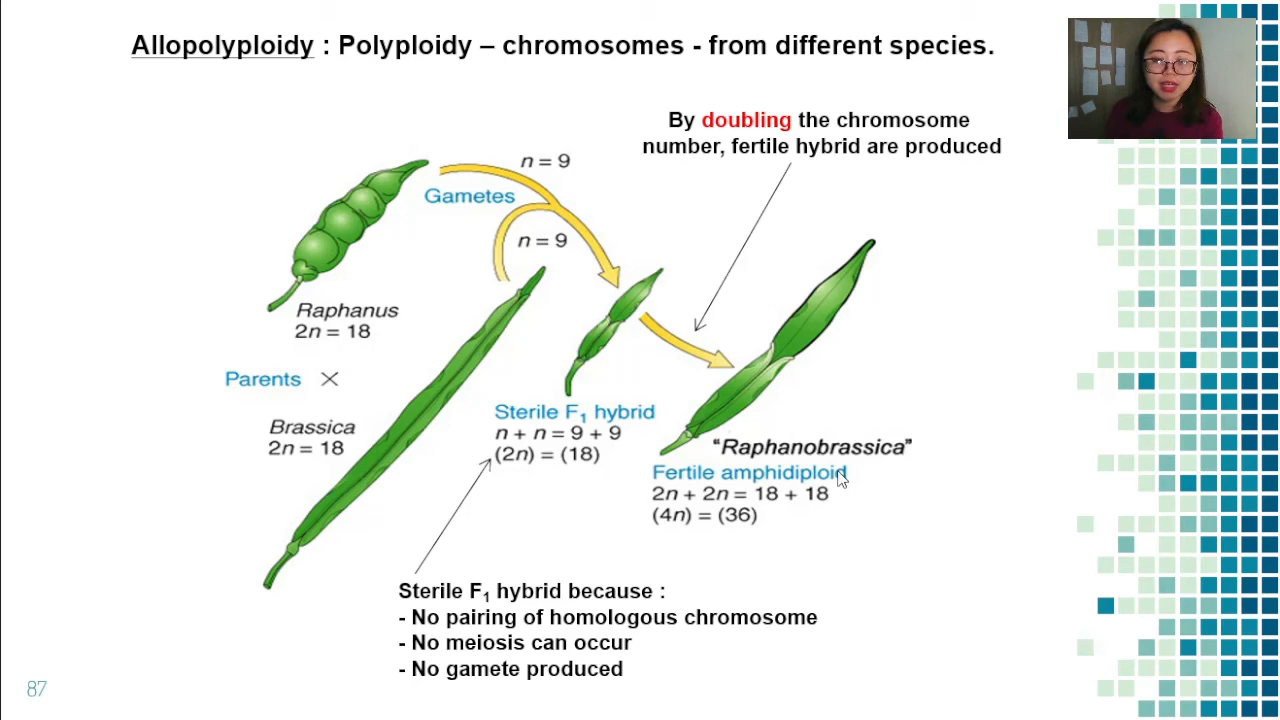 Allopolyploidy : Polyploidy – chromosomes - from different species.
By doubling the chromosome
number, fertile hybrid are produced
n = 9
Gametes
n = 9
Raphanus
2n = 18
Parents ×
Brassica
2n = 18
Sterile F1 hybrid
n + n = 9 + 9
(2n) = (18)
"Raphanobrassica"
Fertile amphidiploid
2n + 2n = 18 + 18
(4n) = (36)
Sterile F1 hybrid because :
- No pairing of homologous chromosome
- No meiosis can occur
- No gamete produced
87